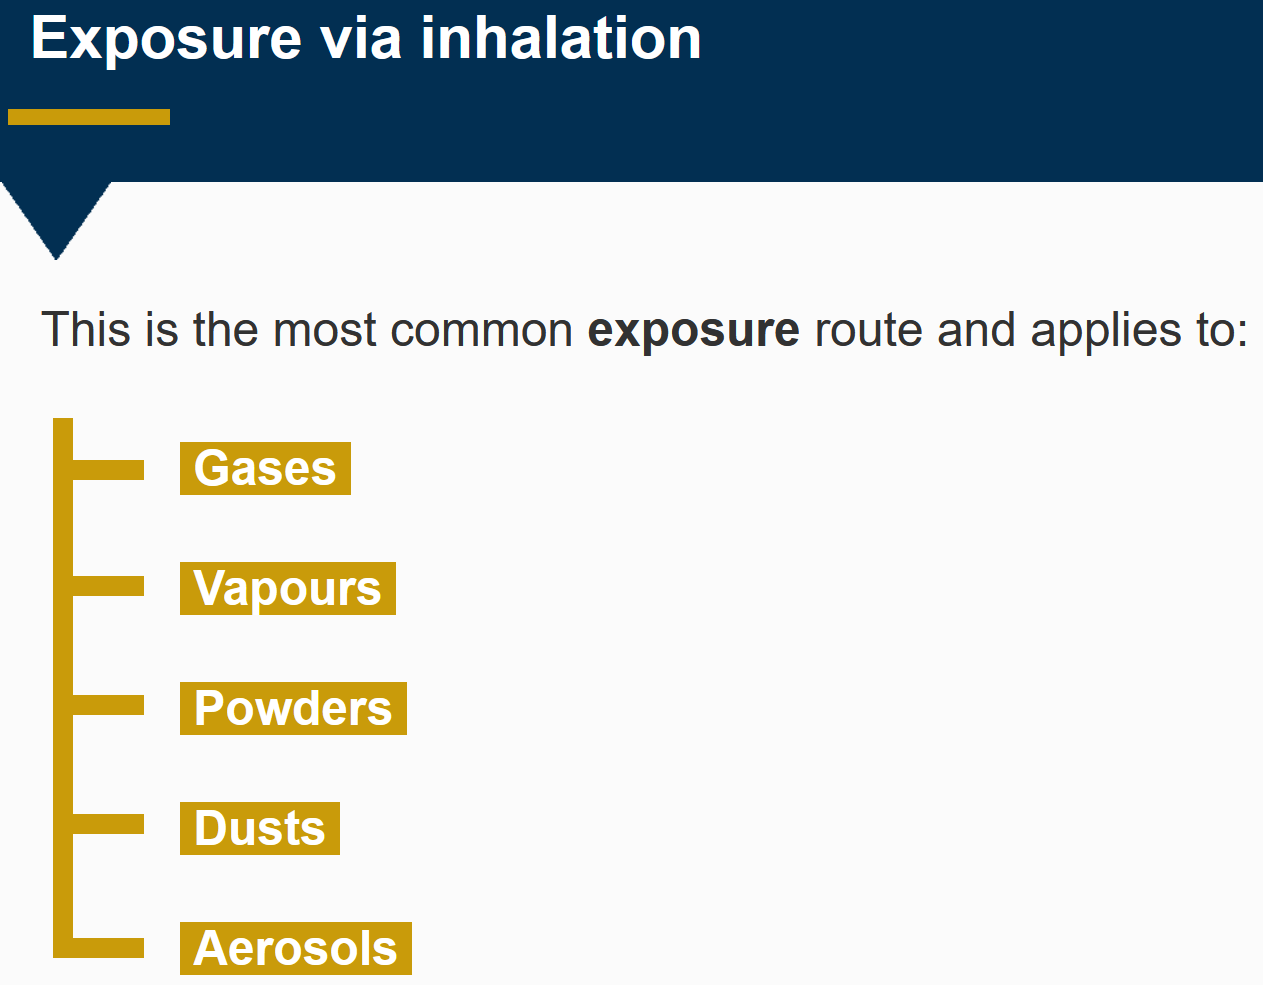 Exposure via inhalation
This is the most common exposure route and applies to:
Gases
Vapours
Powders
Dusts
Aerosols